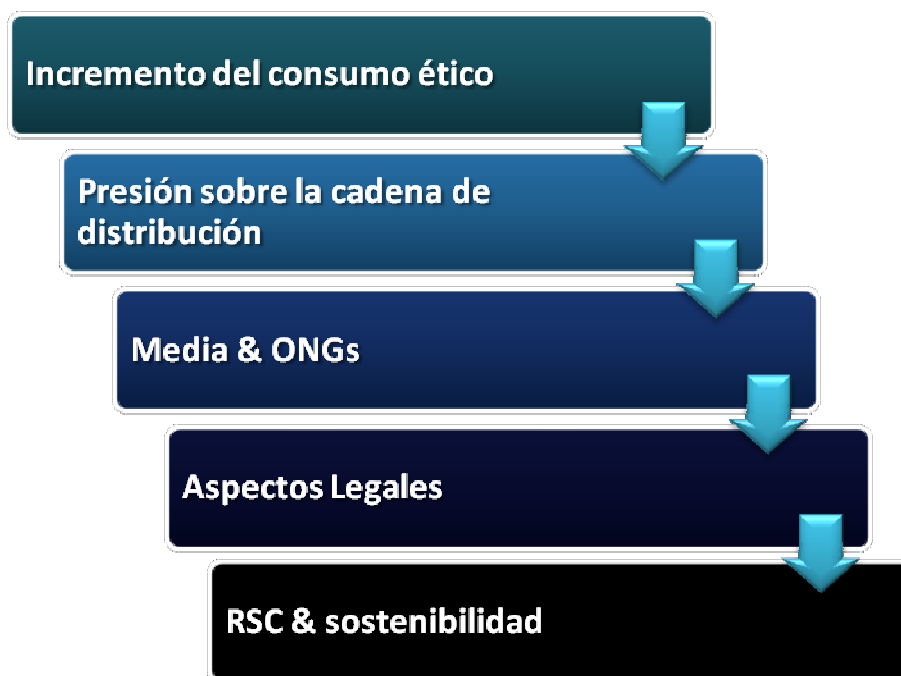 Incremento del consumo ético
Presión sobre la cadena de
distribución
Media & ONGs
Aspectos Legales
RSC & sostenibilidad